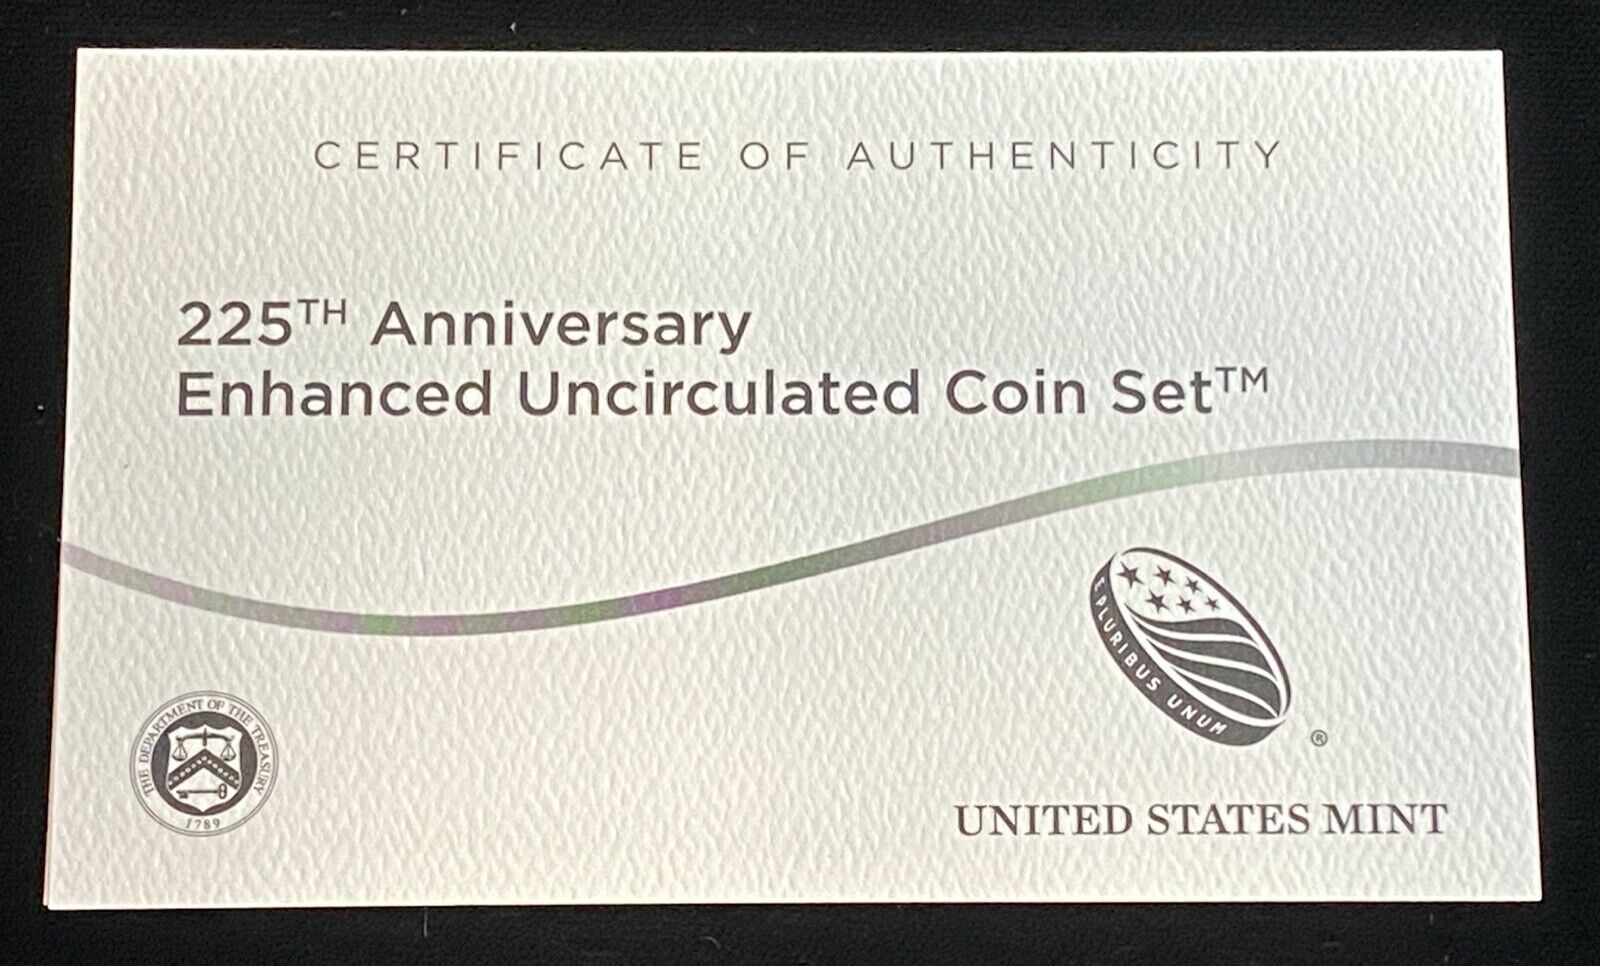 CERTIFICATE OF AUTHENTICITY
225TH Anniversary
Enhanced Uncirculated Coin Set™
E PLURIBUS UNUM
®
THE DEPARTMENT OF THE TREASURY
1789
UNITED STATES MINT